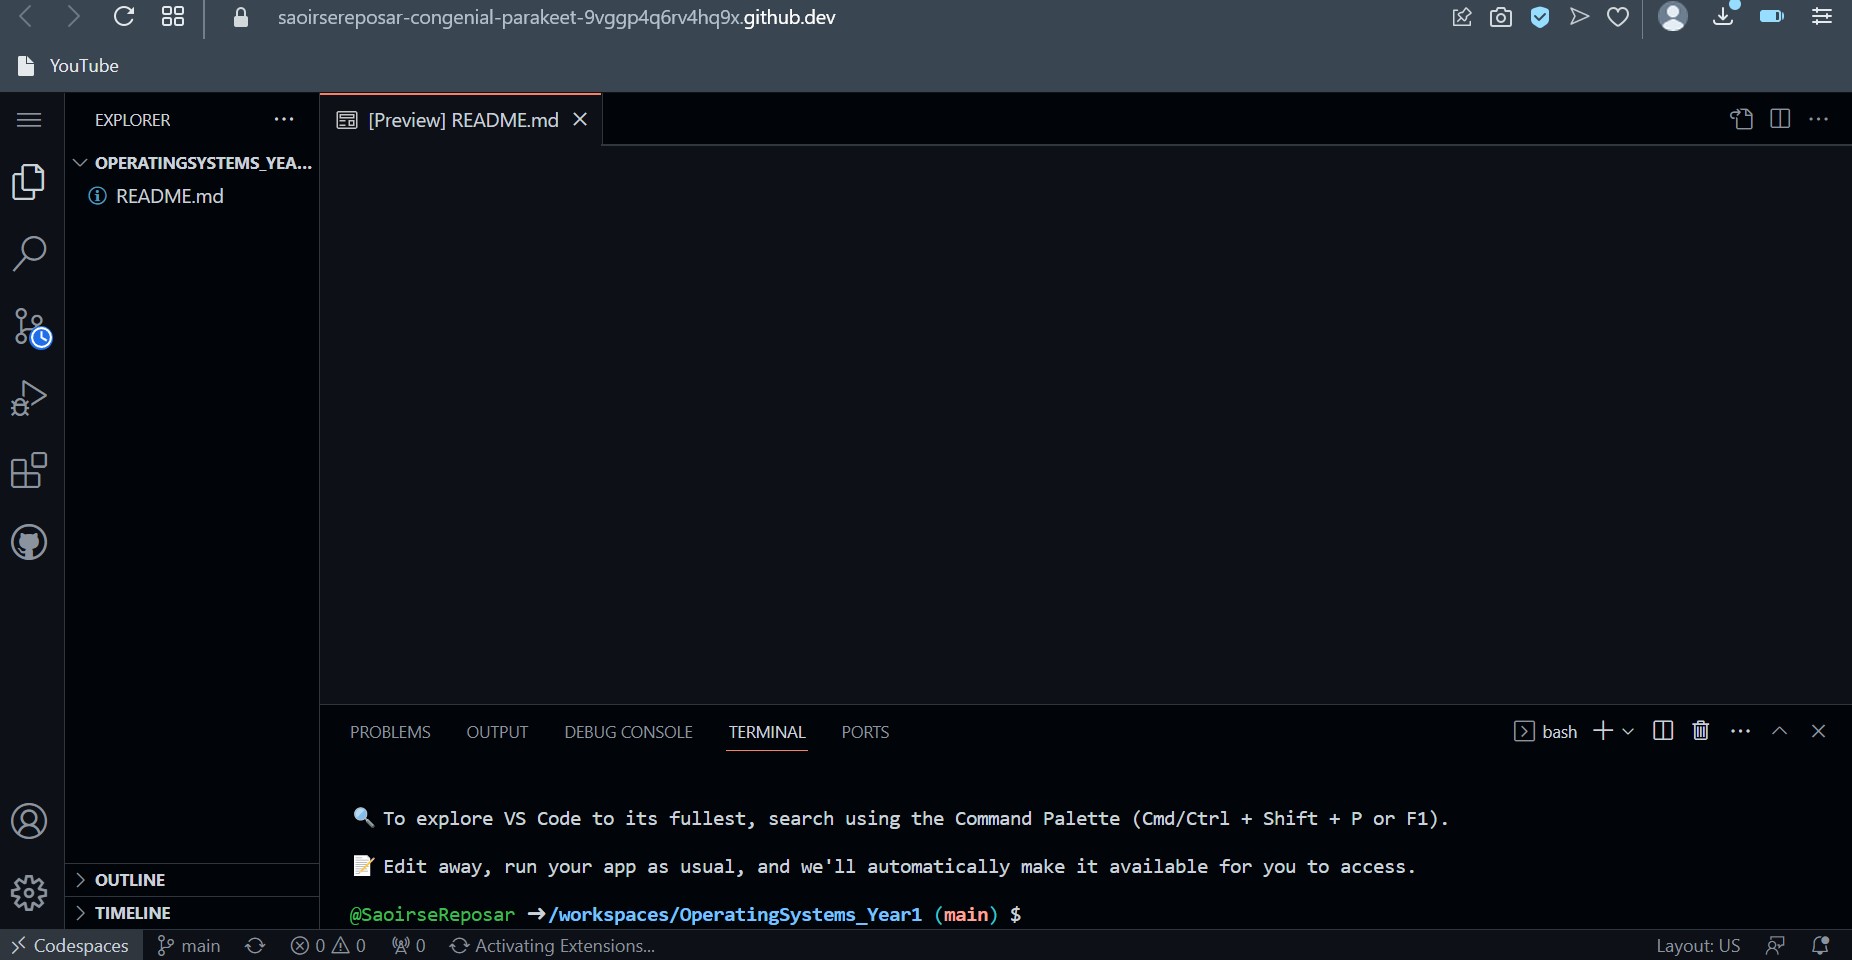 saoirsereposar-congenial-parakeet-9vggp4q6rv4hq9x.github.dev
YouTube
EXPLORER
[Preview] README.md
OPERATINGSYSTEMS_YEA...
README.md
PROBLEMS OUTPUT DEBUG CONSOLE TERMINAL PORTS
bash
To explore VS Code to its fullest, search using the Command Palette (Cmd/Ctrl + Shift + P or F1).
Edit away, run your app as usual, and we'll automatically make it available for you to access.
@SaoirseReposar ➜/workspaces/OperatingSystems_Year1 (main) $
OUTLINE
TIMELINE
Codespaces main 0 0 0 Activating Extensions... Layout: US